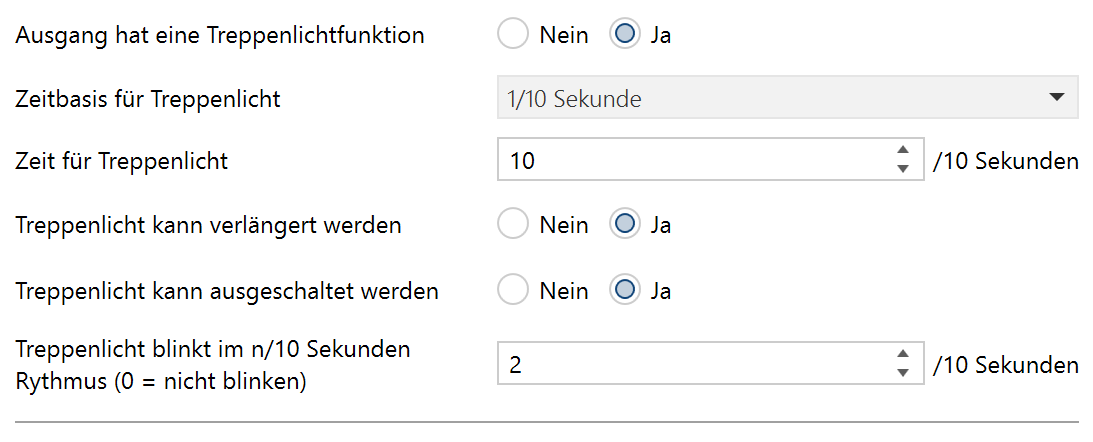 Ausgang hat eine Treppenlichtfunktion Nein Ja
Zeitbasis für Treppenlicht 1/10 Sekunde
Zeit für Treppenlicht 10 /10 Sekunden
Treppenlicht kann verlängert werden Nein Ja
Treppenlicht kann ausgeschaltet werden Nein Ja
Treppenlicht blinkt im n/10 Sekunden
Rythmus (0 = nicht blinken) 2 /10 Sekunden